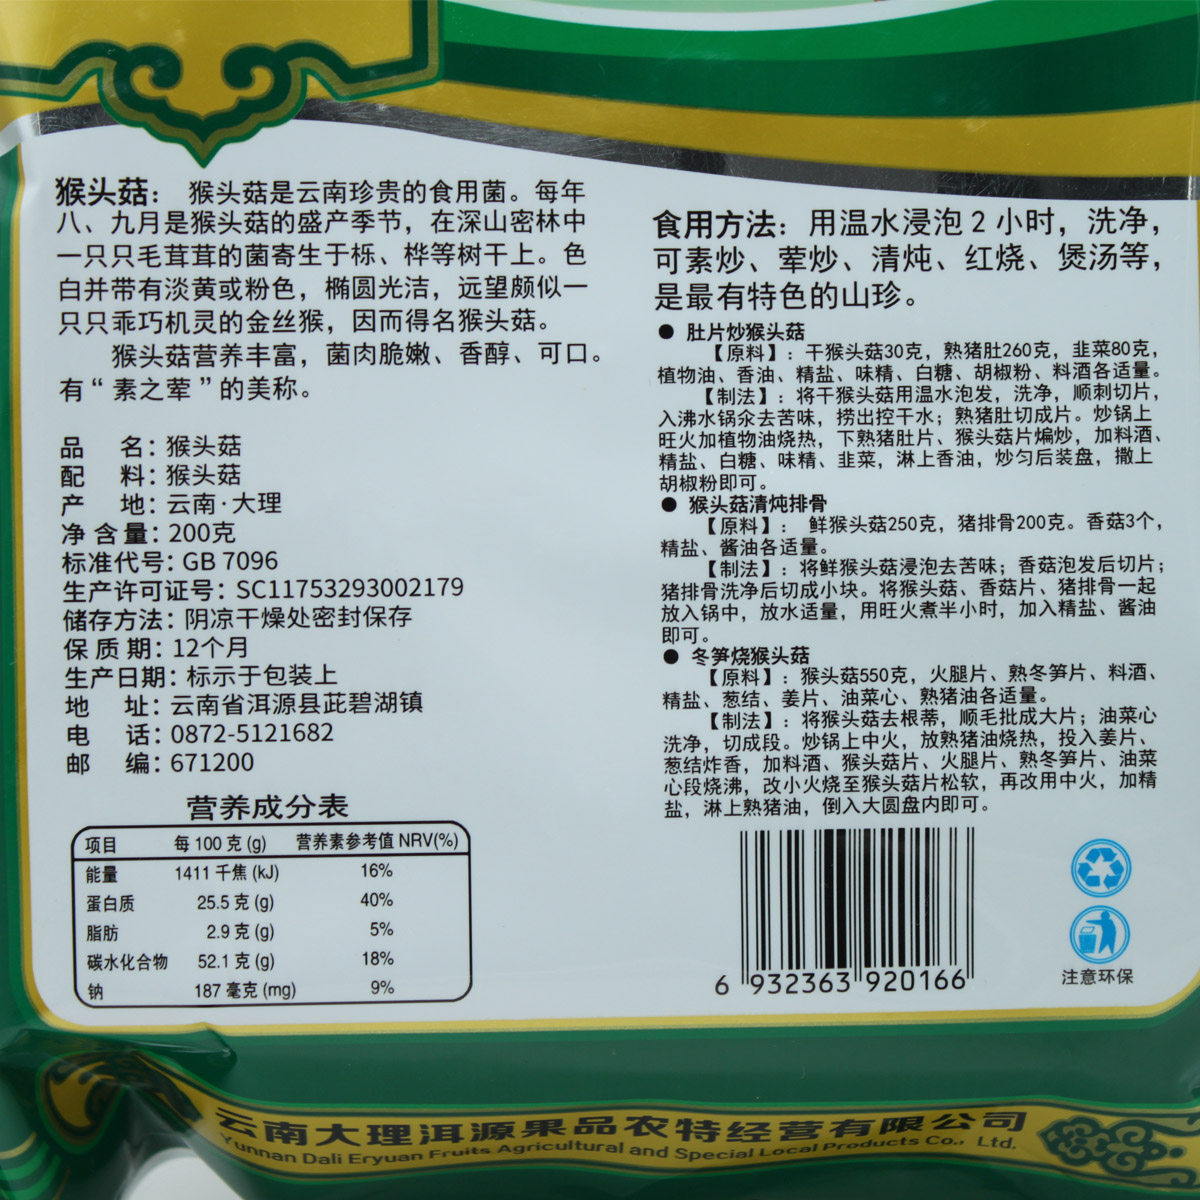 猴头菇： 猴头菇是云南珍贵的食用菌。每年
八、九月是猴头菇的盛产季节，在深山密林中
一只只毛茸茸的菌寄生于栎、桦等树干上。色
白并带有淡黄或粉色，椭圆光洁，远望颇似一
只只乖巧机灵的金丝猴，因而得名猴头菇。
猴头菇营养丰富，菌肉脆嫩、香醇、可口。
有“素之荤”的美称。
品 名：猴头菇
配 料：猴头菇
产 地：云南·大理
净 含 量：200克
标准代号：GB 7096
生产许可证号：SC11753293002179
储存方法：阴凉干燥处密封保存
保 质 期：12个月
生产日期：标示于包装上
地 址：云南省洱源县茈碧湖镇
电 话：0872-5121682
邮 编：671200
营养成分表
项目 每 100 克 (g) 营养素参考值 NRV(%)
能量 1411 千焦 (kJ) 16%
蛋白质 25.5 克 (g) 40%
脂肪 2.9 克 (g) 5%
碳水化合物 52.1 克 (g) 18%
钠 187 毫克 (mg) 9%
食用方法：用温水浸泡 2 小时，洗净，
可素炒、荤炒、清炖、红烧、煲汤等，
是最有特色的山珍。
● 肚片炒猴头菇
【原料】：干猴头菇30克，熟猪肚260克，韭菜80克，
植物油、香油、精盐、味精、白糖、胡椒粉、料酒各适量。
【制法】：将干猴头菇用温水泡发，洗净，顺刺切片，
入沸水锅汆去苦味，捞出控干水；熟猪肚切成片。炒锅上
旺火加植物油烧热，下熟猪肚片、猴头菇片煸炒，加料酒、
精盐、白糖、味精、韭菜，淋上香油，炒匀后装盘，撒上
胡椒粉即可。
● 猴头菇清炖排骨
【原料】： 鲜猴头菇250克，猪排骨200克。香菇3个，
精盐、酱油各适量。
【制法】：将鲜猴头菇浸泡去苦味；香菇泡发后切片；
猪排骨洗净后切成小块。将猴头菇、香菇片、猪排骨一起
放入锅中，放水适量，用旺火煮半小时，加入精盐、酱油
即可。
● 冬笋烧猴头菇
【原料】：猴头菇550克，火腿片、熟冬笋片、料酒、
精盐、葱结、姜片、油菜心、熟猪油各适量。
【制法】：将猴头菇去根蒂，顺毛批成大片；油菜心
洗净，切成段。炒锅上中火，放熟猪油烧热，投入姜片、
葱结炸香，加料酒、猴头菇片、火腿片、熟冬笋片、油菜
心段烧沸，改小火烧至猴头菇片松软，再改用中火，加精
盐，淋上熟猪油，倒入大圆盘内即可。
6 932363 920166
注意环保
云南大理洱源果品农特经营有限公司
Yunnan Dali Eryuan Fruits Agricultural and Special Local Products Co., Ltd.